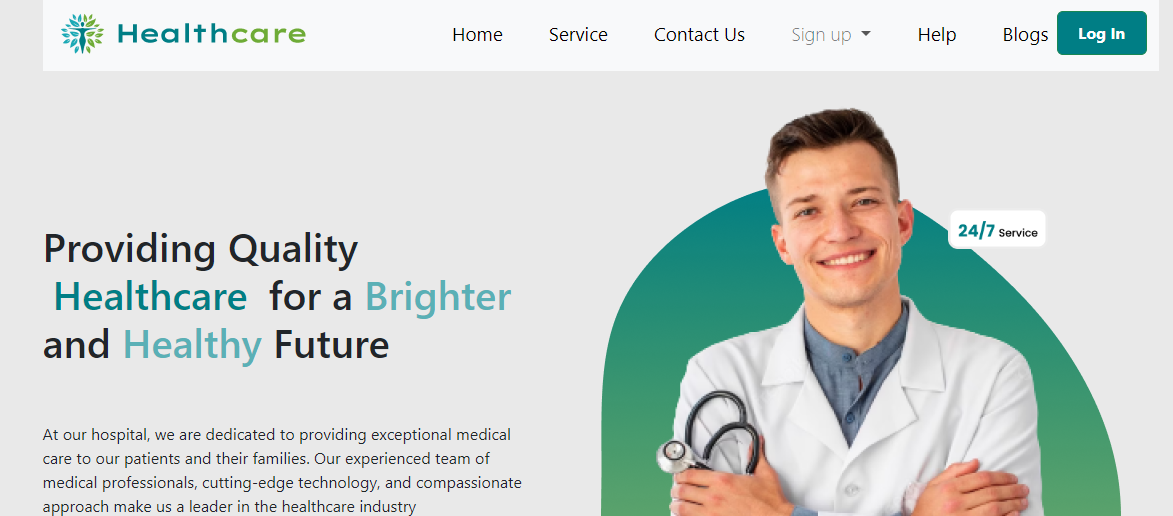 Healthcare Home Service Contact Us Sign up Help Blogs Log In
24/7 Service
Providing Quality
Healthcare for a Brighter
and Healthy Future
At our hospital, we are dedicated to providing exceptional medical
care to our patients and their families. Our experienced team of
medical professionals, cutting-edge technology, and compassionate
approach make us a leader in the healthcare industry